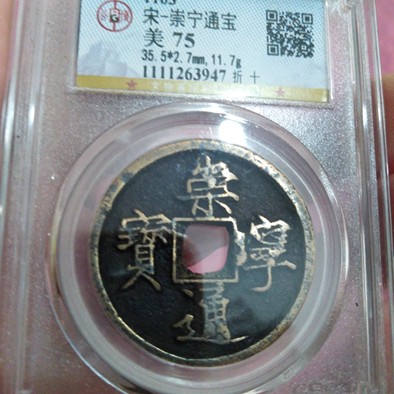 1103
宋-崇宁通宝
美 75
35.5*2.7mm,11.7g
1111263947 折十
崇
寶 寧
通